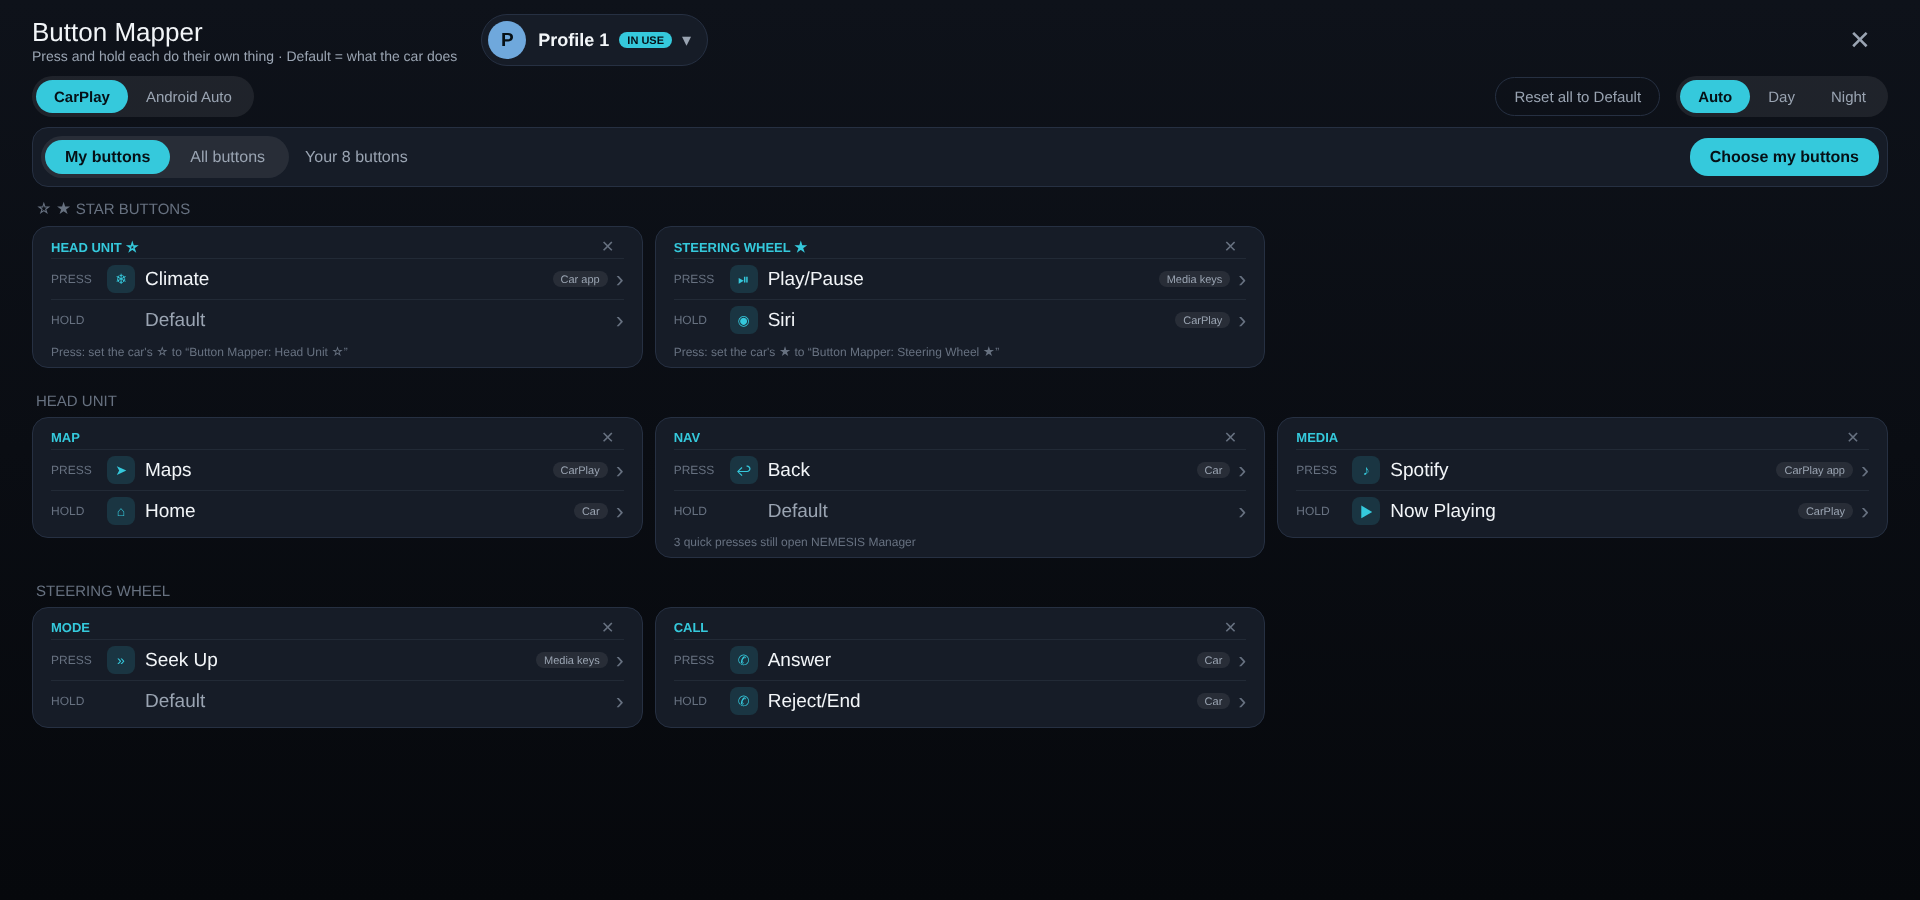 Button Mapper
Press and hold each do their own thing · Default = what the car does
P Profile 1 IN USE ▾
✕
CarPlay Android Auto
Reset all to Default
Auto Day Night
My buttons All buttons Your 8 buttons
Choose my buttons
☆ ★ STAR BUTTONS
HEAD UNIT ☆ ✕
PRESS Climate Car app ›
HOLD Default ›
Press: set the car's ☆ to “Button Mapper: Head Unit ☆”
STEERING WHEEL ★ ✕
PRESS Play/Pause Media keys ›
HOLD Siri CarPlay ›
Press: set the car's ★ to “Button Mapper: Steering Wheel ★”
HEAD UNIT
MAP ✕
PRESS Maps CarPlay ›
HOLD Home Car ›
NAV ✕
PRESS Back Car ›
HOLD Default ›
3 quick presses still open NEMESIS Manager
MEDIA ✕
PRESS Spotify CarPlay app ›
HOLD Now Playing CarPlay ›
STEERING WHEEL
MODE ✕
PRESS » Seek Up Media keys ›
HOLD Default ›
CALL ✕
PRESS Answer Car ›
HOLD Reject/End Car ›